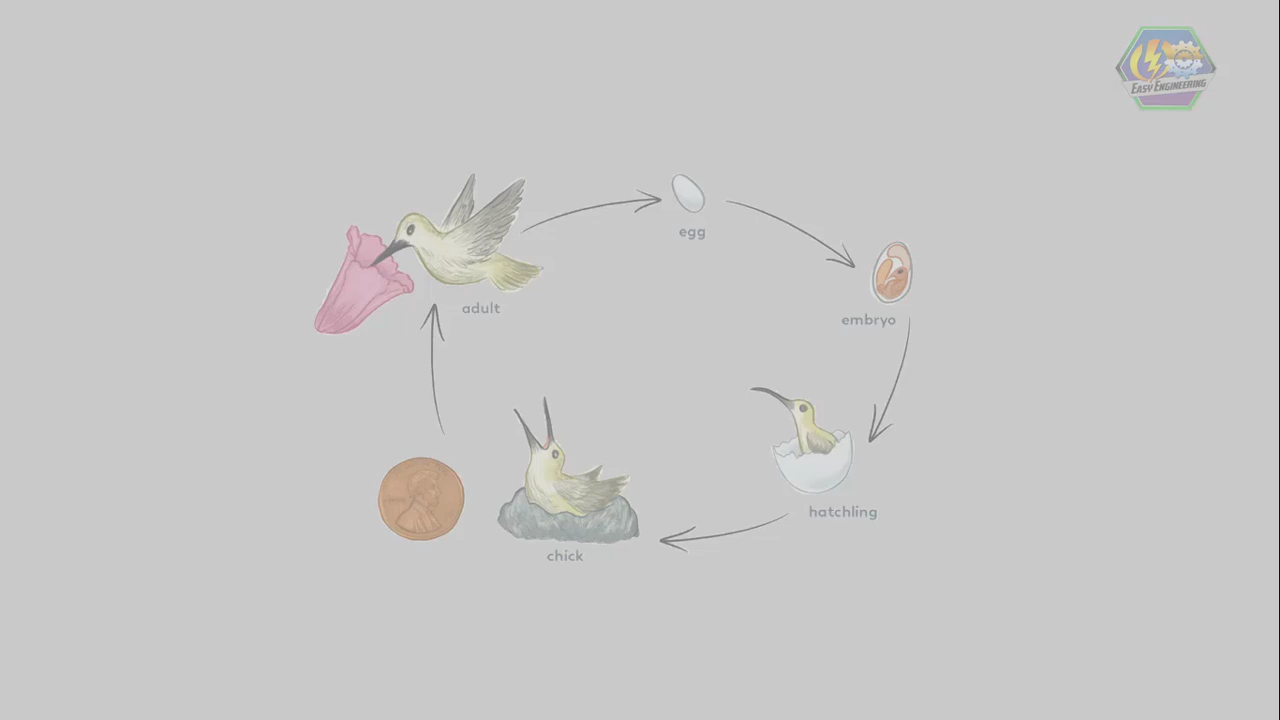 EASY ENGINEERING
egg
adult
embryo
hatchling
chick